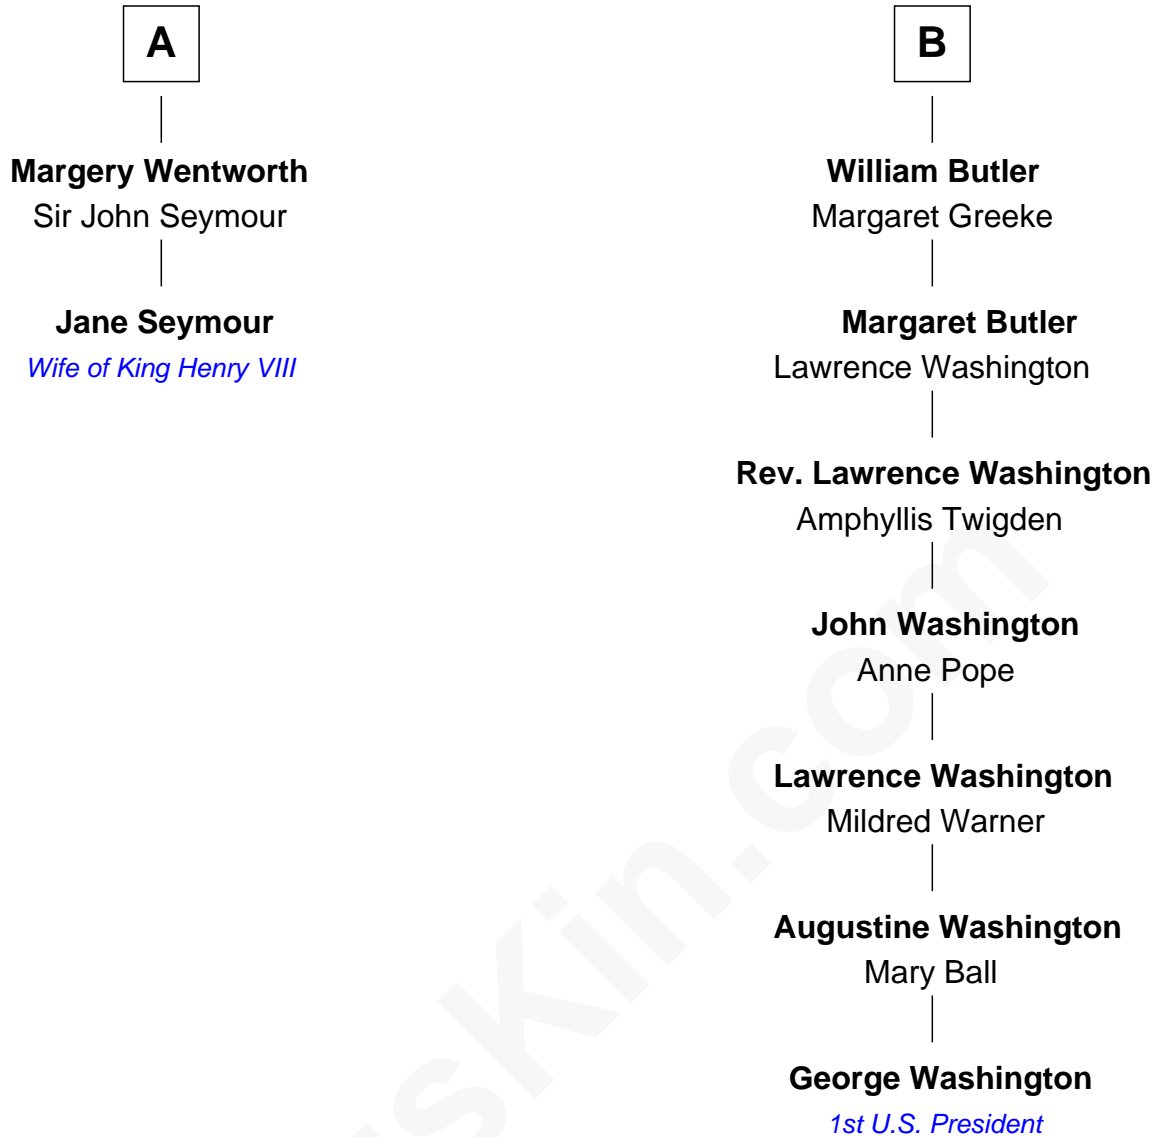 A
Margery Wentworth
Sir John Seymour
Jane Seymour
Wife of King Henry VIII
B
William Butler
Margaret Greeke
Margaret Butler
Lawrence Washington
Rev. Lawrence Washington
Amphyllis Twigden
John Washington
Anne Pope
Lawrence Washington
Mildred Warner
Augustine Washington
Mary Ball
George Washington
1st U.S. President